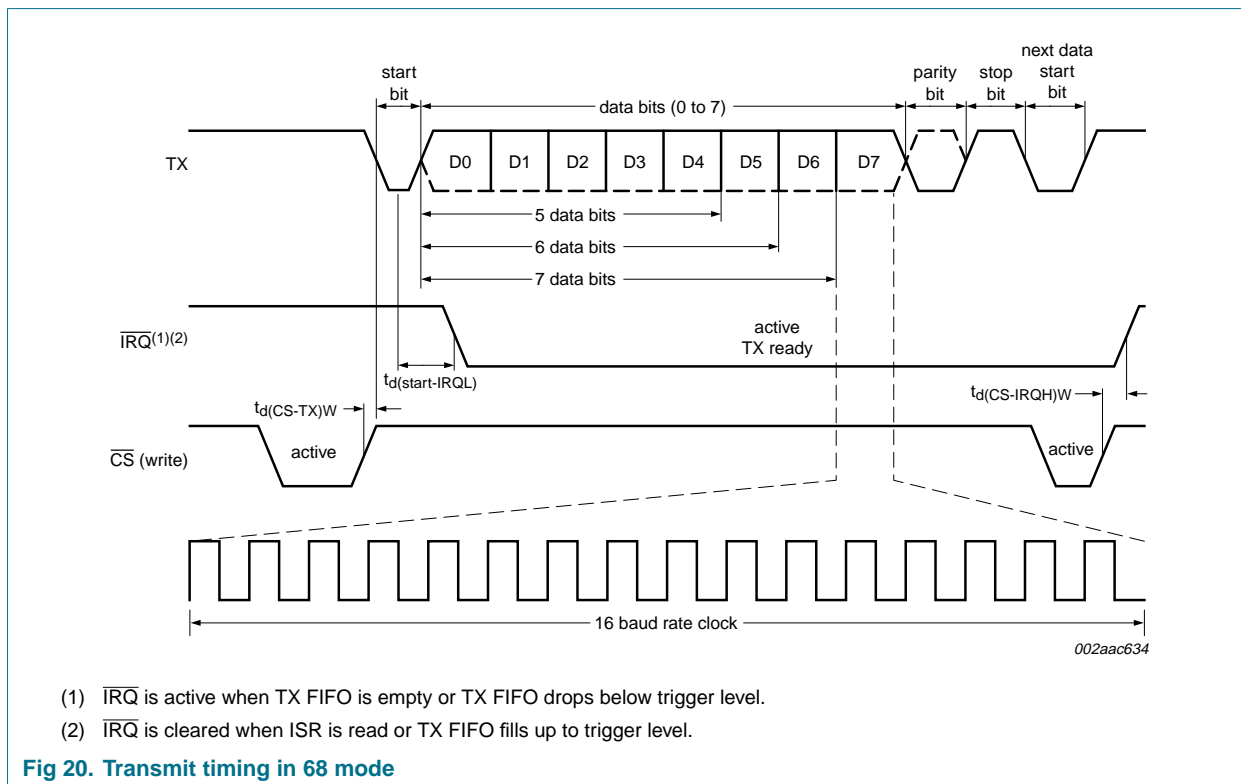 start
bit
data bits (0 to 7)
parity
bit
stop
bit
next data
start
bit
TX
D0 D1 D2 D3 D4 D5 D6 D7
5 data bits
6 data bits
7 data bits
IRQ(1)(2)
active
TX ready
td(start-IRQL)
td(CS-TX)W
td(CS-IRQH)W
CS (write)
active
active
16 baud rate clock
002aac634
(1) IRQ is active when TX FIFO is empty or TX FIFO drops below trigger level.
(2) IRQ is cleared when ISR is read or TX FIFO fills up to trigger level.
Fig 20. Transmit timing in 68 mode